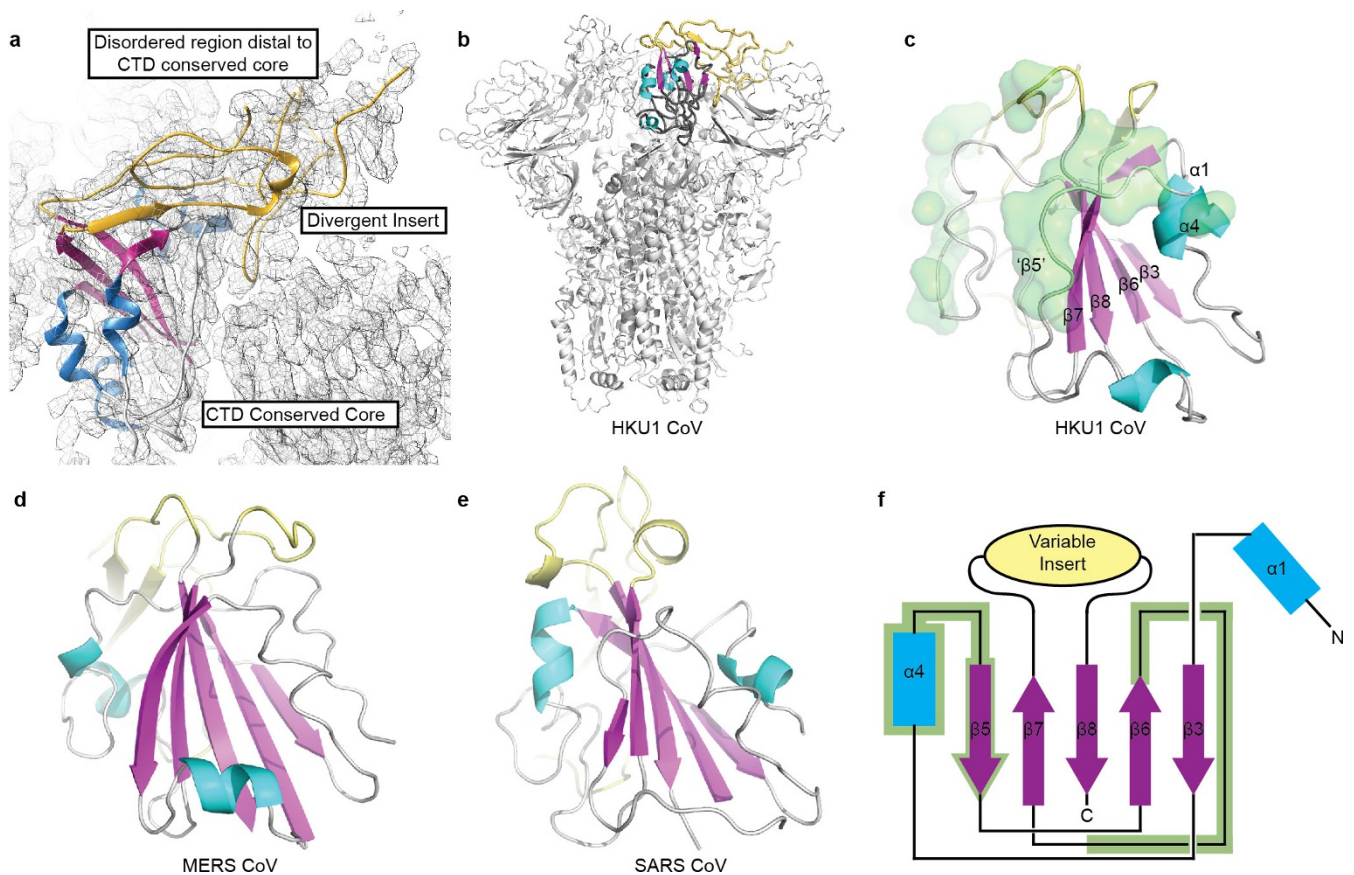 a
Disordered region distal to
CTD conserved core
Divergent Insert
CTD Conserved Core
b
HKU1 CoV
c
α1
α4
‘β5’
β6
β3
β8
β7
HKU1 CoV
d
MERS CoV
e
SARS CoV
f
Variable
Insert
α1
N
α4
β5
β7
β8
β6
β3
C